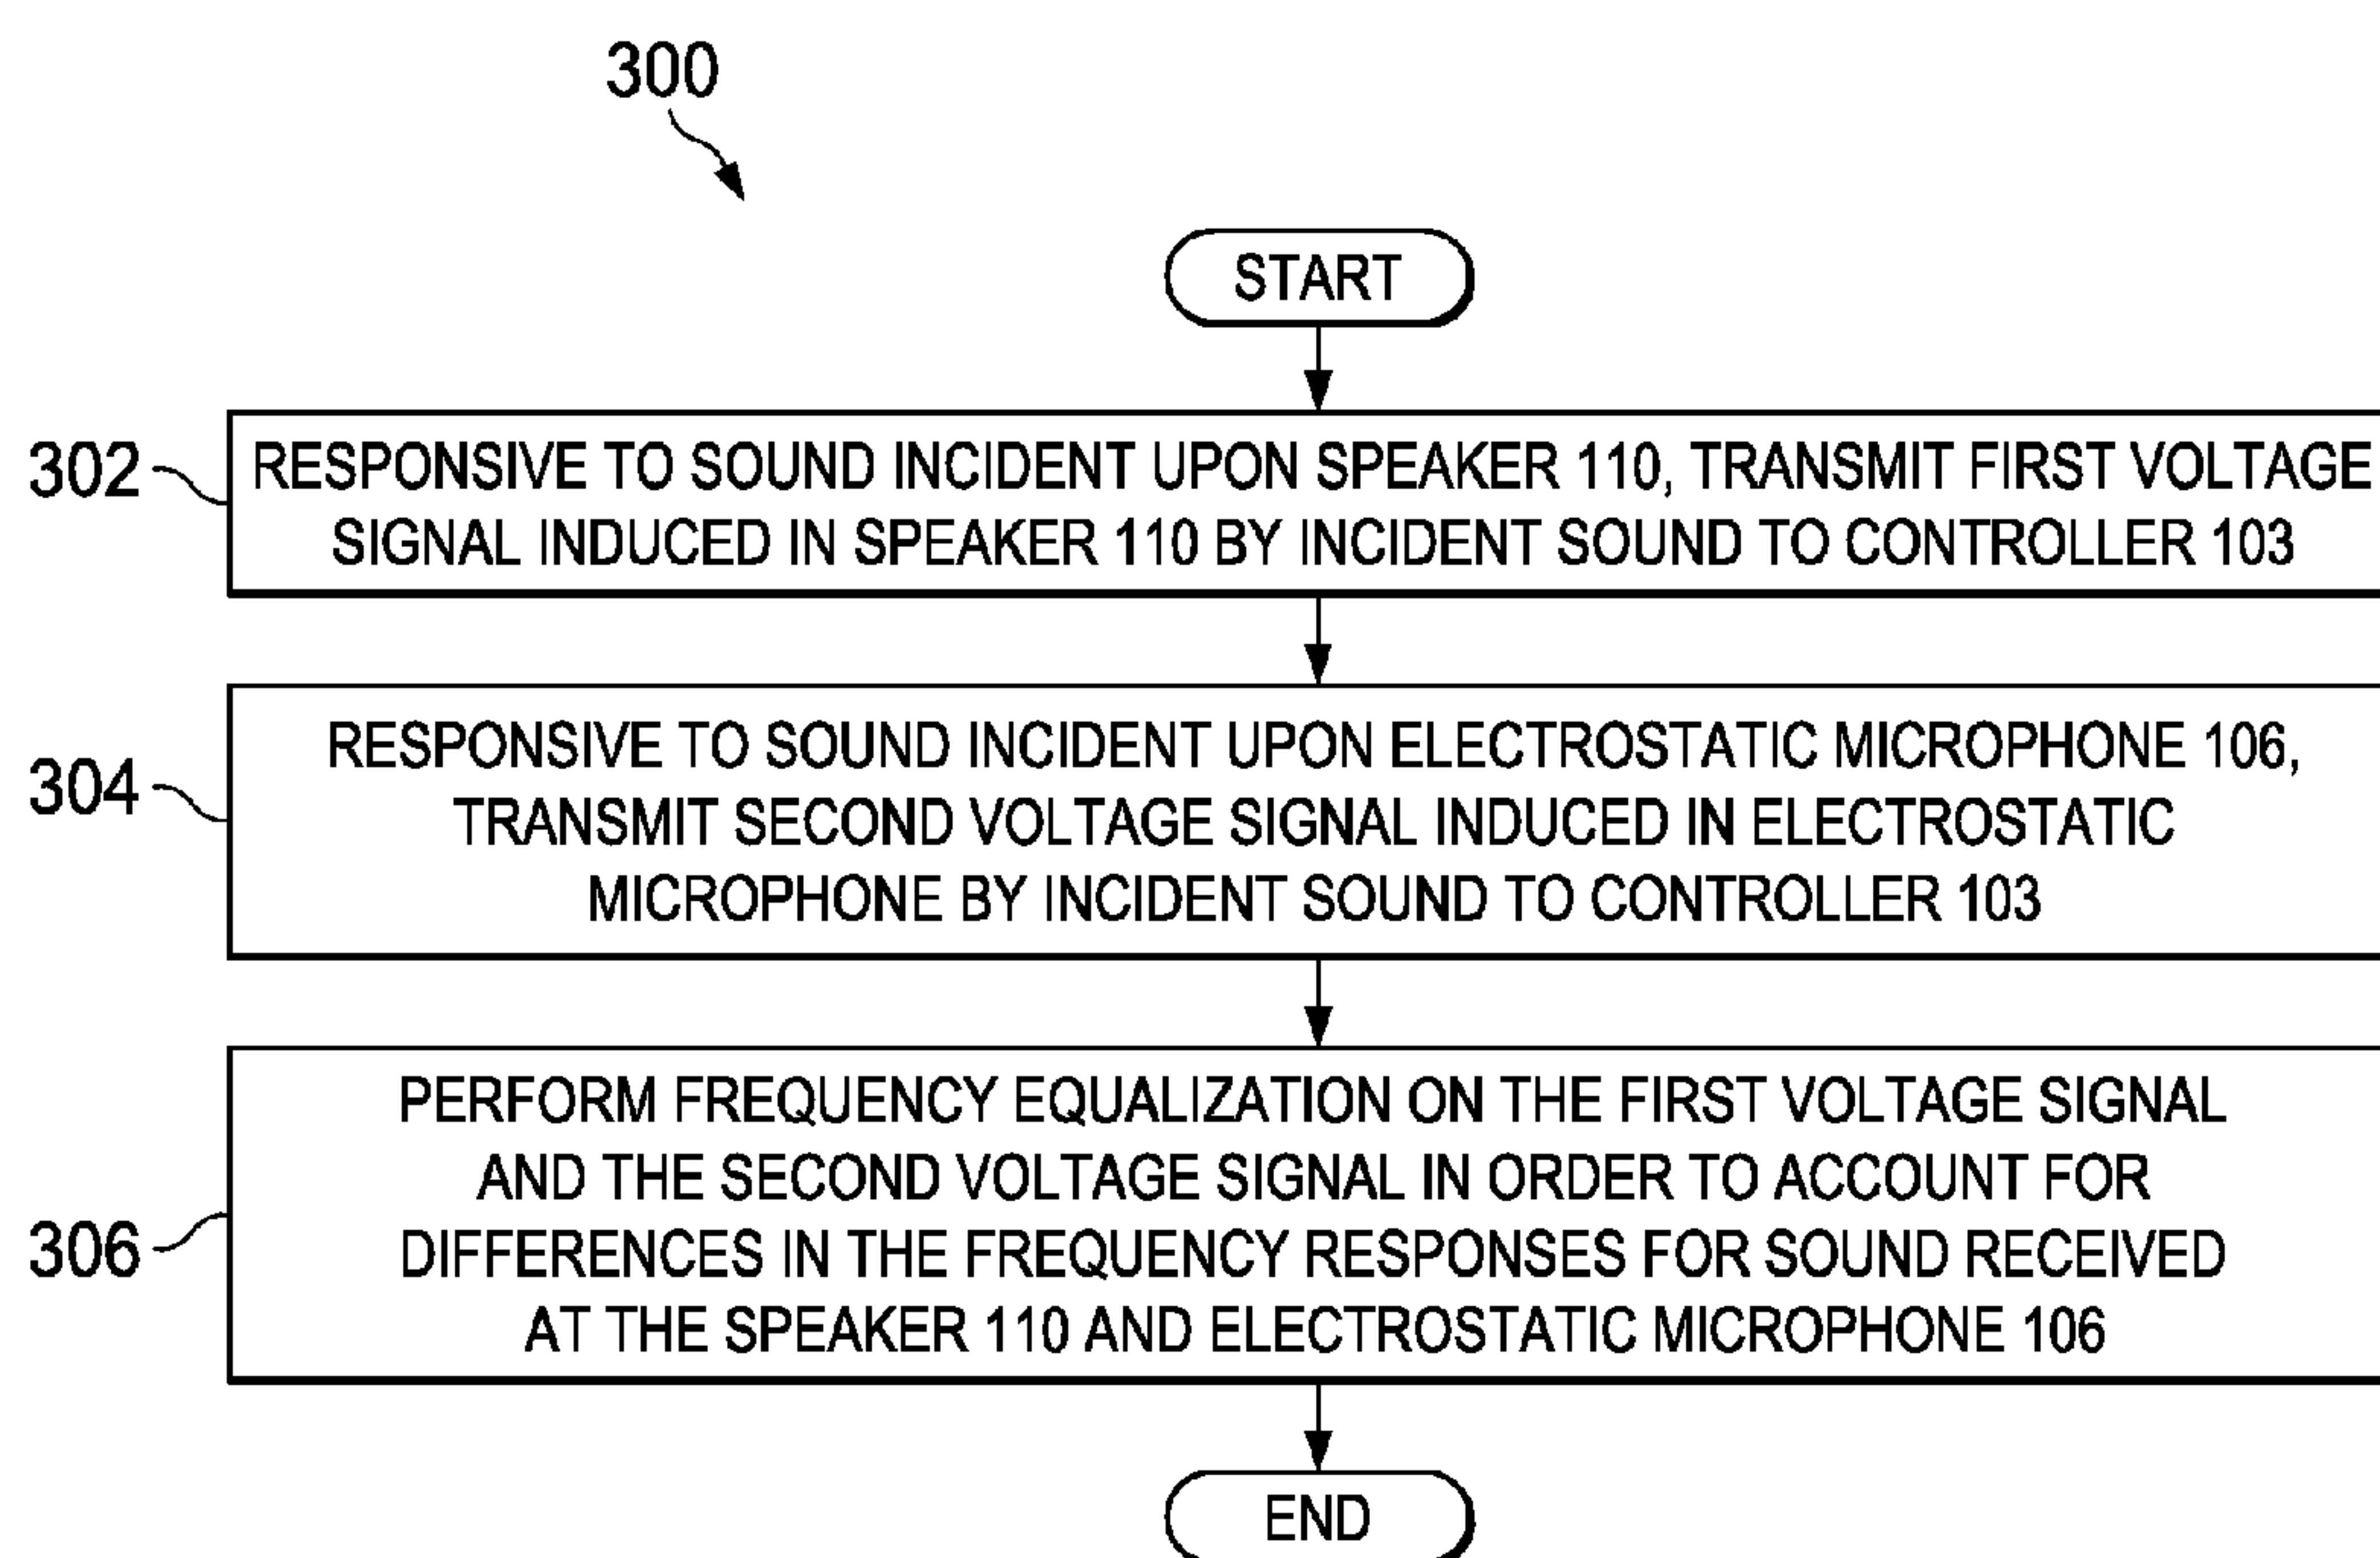 300
START
302
RESPONSIVE TO SOUND INCIDENT UPON SPEAKER 110, TRANSMIT FIRST VOLTAGE
SIGNAL INDUCED IN SPEAKER 110 BY INCIDENT SOUND TO CONTROLLER 103
304
RESPONSIVE TO SOUND INCIDENT UPON ELECTROSTATIC MICROPHONE 106,
TRANSMIT SECOND VOLTAGE SIGNAL INDUCED IN ELECTROSTATIC
MICROPHONE BY INCIDENT SOUND TO CONTROLLER 103
306
PERFORM FREQUENCY EQUALIZATION ON THE FIRST VOLTAGE SIGNAL
AND THE SECOND VOLTAGE SIGNAL IN ORDER TO ACCOUNT FOR
DIFFERENCES IN THE FREQUENCY RESPONSES FOR SOUND RECEIVED
AT THE SPEAKER 110 AND ELECTROSTATIC MICROPHONE 106
END